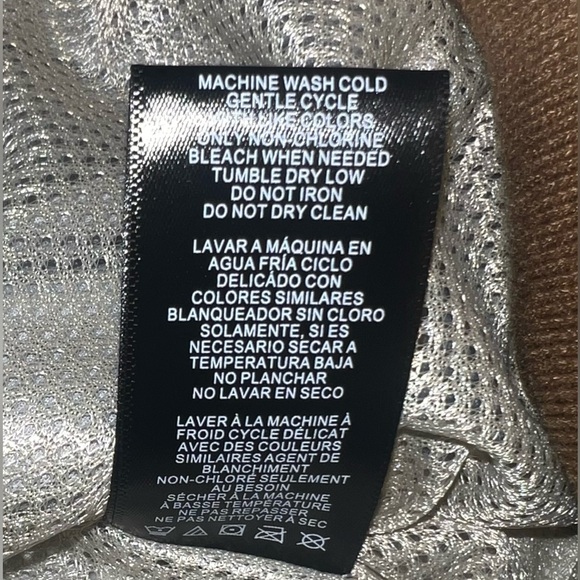 MACHINE WASH COLD
GENTLE CYCLE
WITH LIKE COLORS
ONLY NON-CHLORINE
BLEACH WHEN NEEDED
TUMBLE DRY LOW
DO NOT IRON
DO NOT DRY CLEAN
LAVAR A MÁQUINA EN
AGUA FRÍA CICLO
DELICÁDO CON
COLORES SIMILARES
BLANQUEADOR SIN CLORO
SOLAMENTE, SI ES
NECESARIO SECAR A
TEMPERATURA BAJA
NO PLANCHAR
NO LAVAR EN SECO
LAVER À LA MACHINE À
FROID CYCLE DÉLICAT
AVEC DES COULEURS
SIMILAIRES AGENT DE
BLANCHIMENT
NON-CHLORÉ SEULEMENT
AU BESOIN
SÉCHER À LA MACHINE
À BASSE TEMPÉRATURE
NE PAS REPASSER
NE PAS NETTOYER À SEC